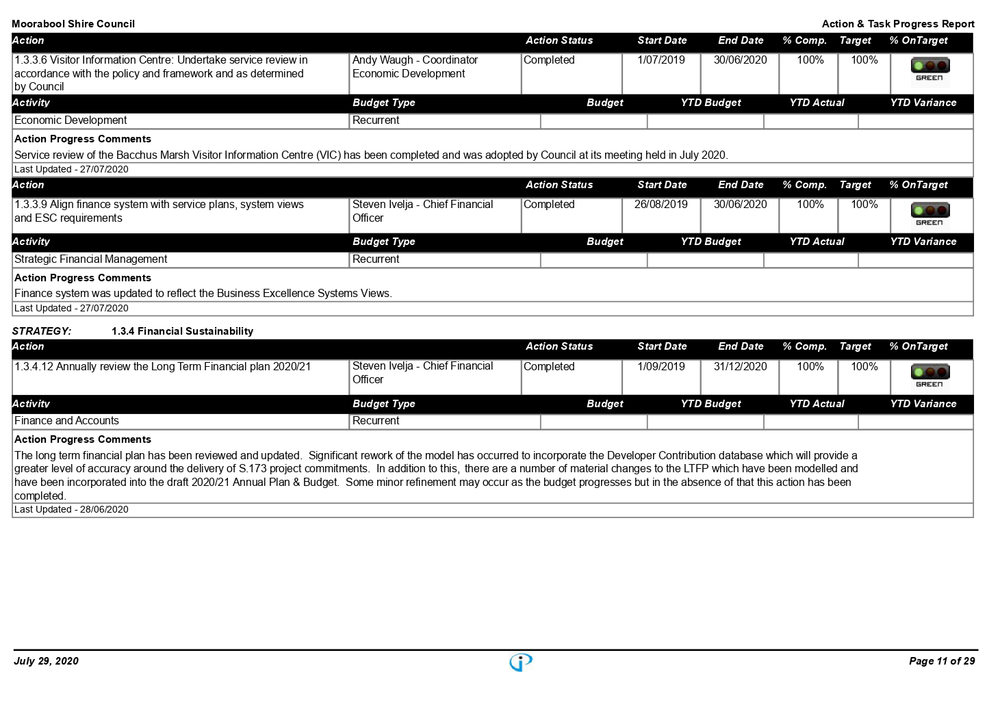 Moorabool Shire Council Action & Task Progress Report
Action Action Status Start Date End Date % Comp. Target % OnTarget
1.3.3.6 Visitor Information Centre: Undertake service review in Andy Waugh - Coordinator Completed 1/07/2019 30/06/2020 100% 100%
accordance with the policy and framework and as determined Economic Development
GREEN
by Council
Activity Budget Type Budget YTD Budget YTD Actual YTD Variance
Economic Development Recurrent
Action Progress Comments
Service review of the Bacchus Marsh Visitor Information Centre (VIC) has been completed and was adopted by Council at its meeting held in July 2020.
Last Updated - 27/07/2020
Action Action Status Start Date End Date % Comp. Target % OnTarget
1.3.3.9 Align finance system with service plans, system views Steven Ivelja - Chief Financial Completed 26/08/2019 30/06/2020 100% 100%
and ESC requirements Officer
GREEN
Activity Budget Type Budget YTD Budget YTD Actual YTD Variance
Strategic Financial Management Recurrent
Action Progress Comments
Finance system was updated to reflect the Business Excellence Systems Views.
Last Updated - 27/07/2020
STRATEGY: 1.3.4 Financial Sustainability
Action Action Status Start Date End Date % Comp. Target % OnTarget
1.3.4.12 Annually review the Long Term Financial plan 2020/21 Steven Ivelja - Chief Financial Completed 1/09/2019 31/12/2020 100% 100%
Officer
GREEN
Activity Budget Type Budget YTD Budget YTD Actual YTD Variance
Finance and Accounts Recurrent
Action Progress Comments
The long term financial plan has been reviewed and updated.  Significant rework of the model has occurred to incorporate the Developer Contribution database which will provide a
greater level of accuracy around the delivery of S.173 project commitments.  In addition to this, there are a number of material changes to the LTFP which have been modelled and
have been incorporated into the draft 2020/21 Annual Plan & Budget.  Some minor refinement may occur as the budget progresses but in the absence of that this action has been
completed.
Last Updated - 28/06/2020
July 29, 2020 Page 11 of 29